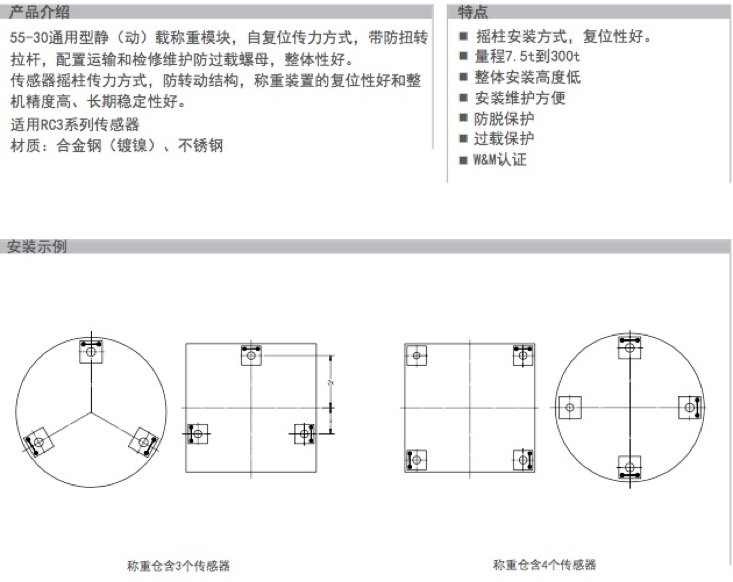 产品介绍
55-30通用型静（动）载称重模块，自复位传力方式，带防扭转
拉杆，配置运输和检修维护防过载螺母，整体性好。
传感器摇柱传力方式，防转动结构，称重装置的复位性好和整
机精度高、长期稳定性好。
适用RC3系列传感器
材质：合金钢（镀镍）、不锈钢
特点
■ 摇柱安装方式，复位性好。
■ 量程7.5t到300t
■ 整体安装高度低
■ 安装维护方便
■ 防脱保护
■ 过载保护
■ W&M认证
安装示例
2x
称重仓含3个传感器
称重仓含4个传感器